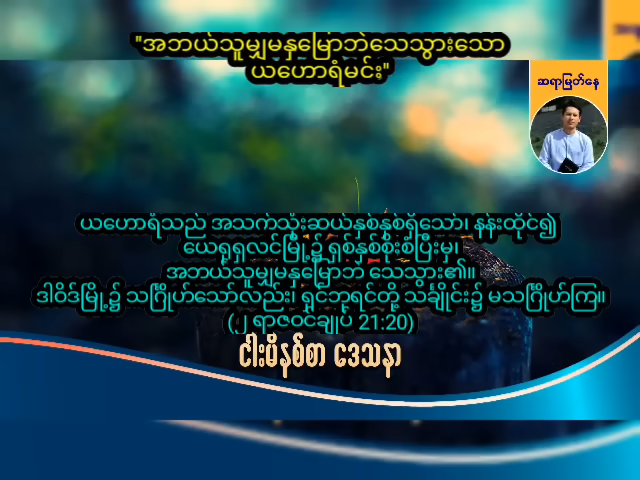 "အဘယ်သူမျှမနှမြောဘဲသေသွားသော
ယဟောရံမင်း"
ဆရာမြတ်နေ
ယဟောရံသည် အသက်သုံးဆယ်နှစ်နှစ်ရှိသော်၊ နန်းထိုင်၍
ယေရုရှလင်မြို့၌ ရှစ်နှစ်စိုးစံပြီးမှ၊
အဘယ်သူမျှမနှမြောဘဲ သေသွား၏။
ဒါဝိဒ်မြို့၌ သင်္ဂြိုဟ်သော်လည်း၊ ရှင်ဘုရင်တို့ သင်္ချိုင်း၌ မသင်္ဂြိုဟ်ကြ။
(၂ ရာဇဝင်ချုပ် 21:20)
ငါးမိနစ်စာ ဒေသနာ